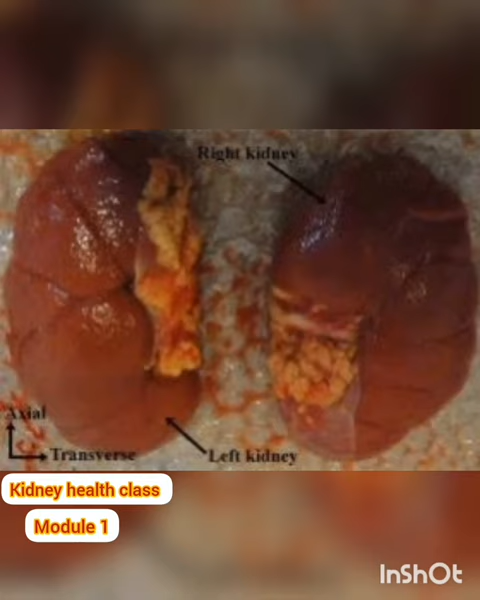 Right kidney
Axial
Transverse
Left kidney
Kidney health class
Module 1
InShOt